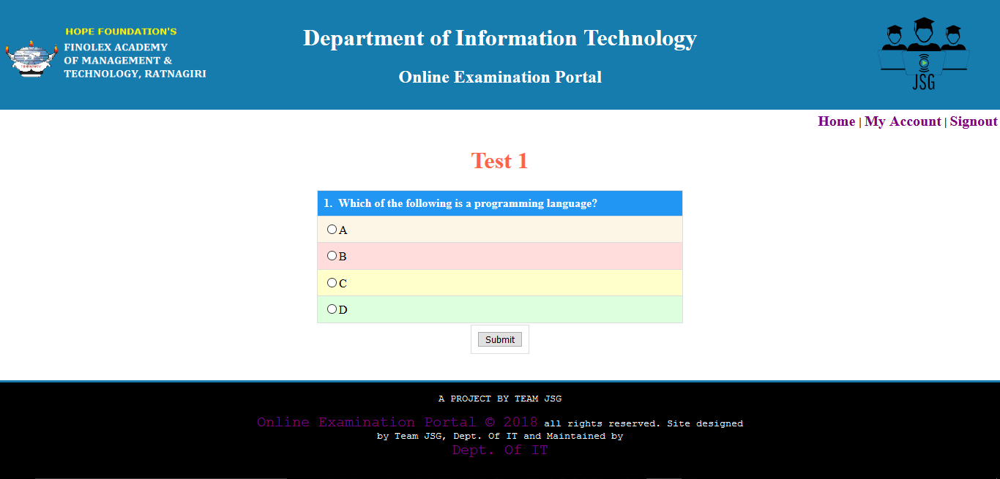 HOPE FOUNDATION'S
FINOLEX ACADEMY
OF MANAGEMENT &
TECHNOLOGY, RATNAGIRI
Department of Information Technology
Online Examination Portal
JSG
Home | My Account | Signout
Test 1
1. Which of the following is a programming language?
A
B
C
D
Submit
A PROJECT BY TEAM JSG
Online Examination Portal © 2018 all rights reserved. Site designed
by Team JSG, Dept. Of IT and Maintained by
Dept. Of IT